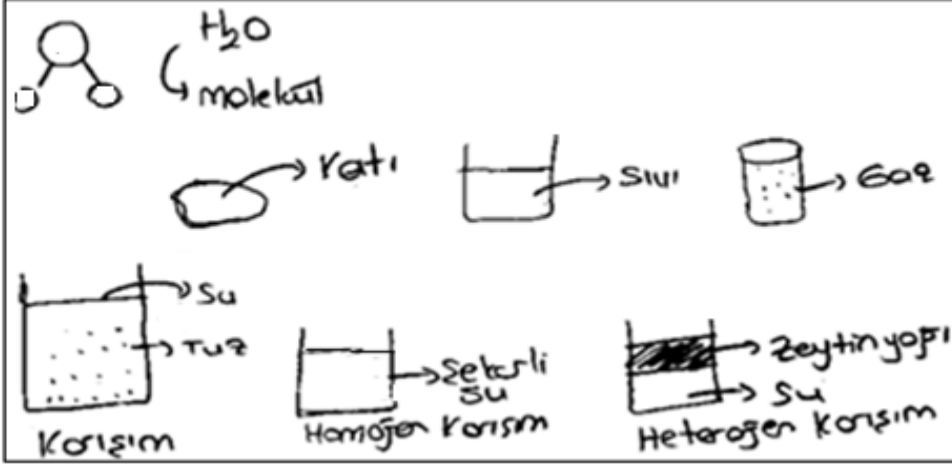 H₂O
molekül
Katı
Sıvı
Gaz
Su
Tuz
Şekerli
Su
Zeytinyağı
Su
Karışım
Homojen Karışım
Heterojen Karışım